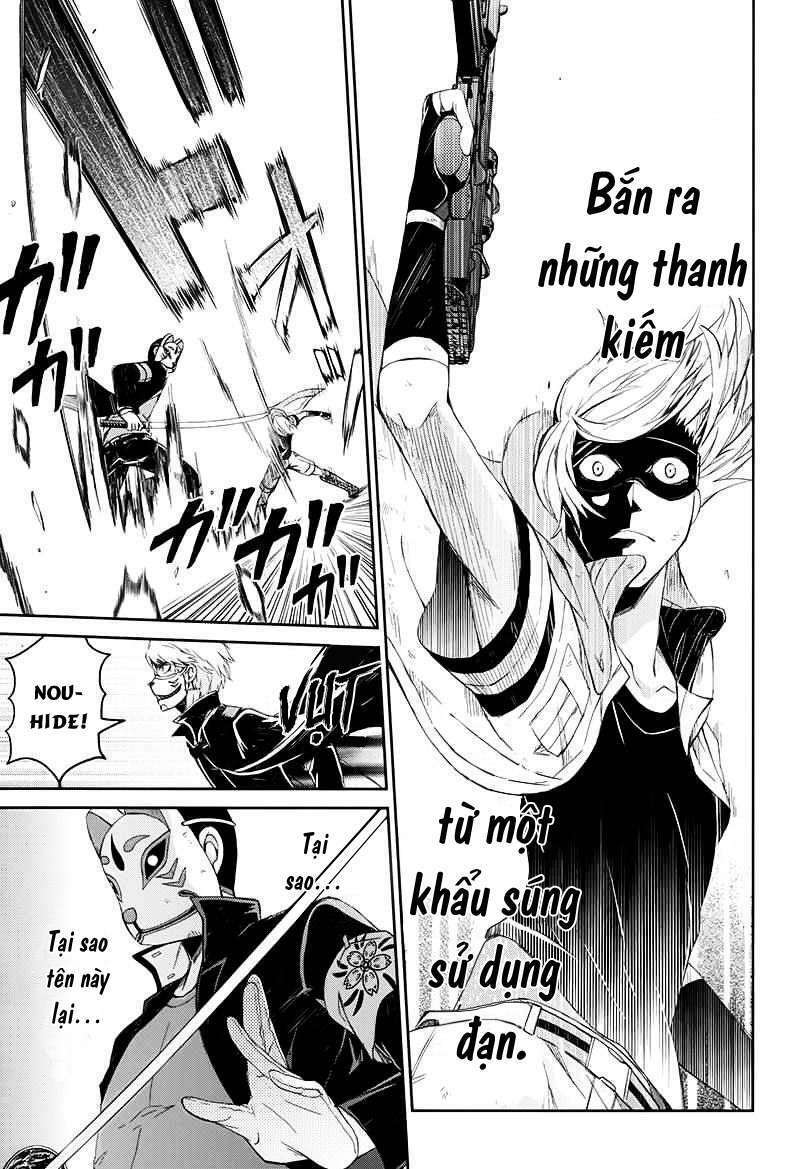 Bắn ra
những thanh
kiếm
từ một
khẩu súng
sử dụng
đạn.
ガ
ガ
ガ
ガ
ガ
ガ
NOU-
HIDE!
VỤT
Tại
sao...
Tại sao
tên này
lại...